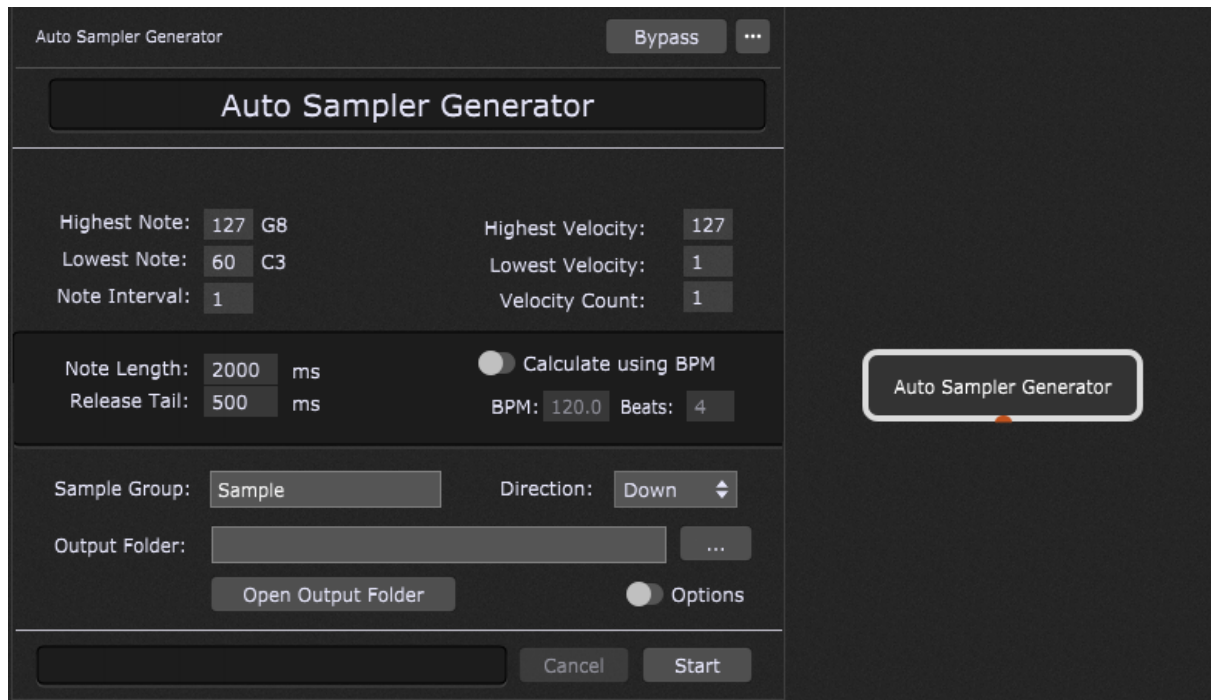 Auto Sampler Generator
Bypass
...
Auto Sampler Generator
Highest Note: 127 G8
Highest Velocity: 127
Lowest Note: 60 C3
Lowest Velocity: 1
Note Interval: 1
Velocity Count: 1
Note Length: 2000 ms
Calculate using BPM
Release Tail: 500 ms
BPM: 120.0 Beats: 4
Auto Sampler Generator
Sample Group: Sample
Direction: Down
Output Folder:
...
Open Output Folder
Options
Cancel
Start